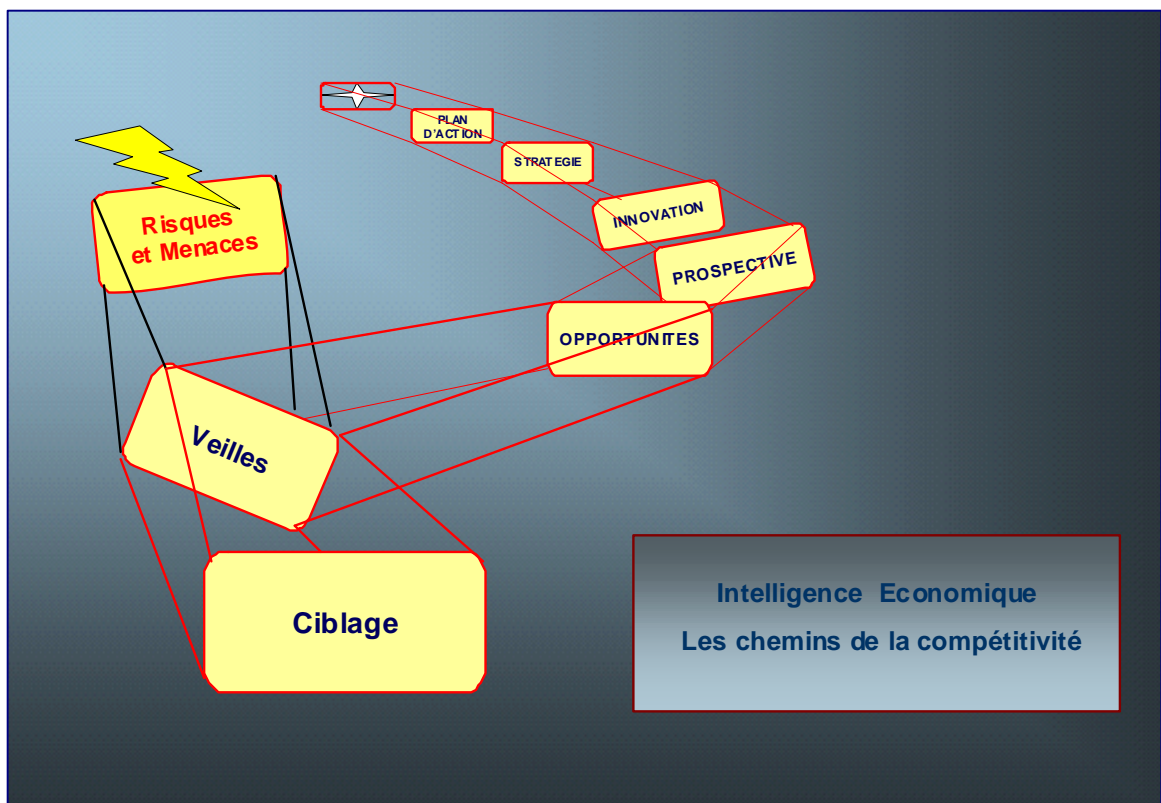 PLAN
D'ACTION
STRATEGIE
INNOVATION
Risques
et Menaces
PROSPECTIVE
OPPORTUNITES
Veilles
Ciblage
Intelligence Economique
Les chemins de la compétitivité